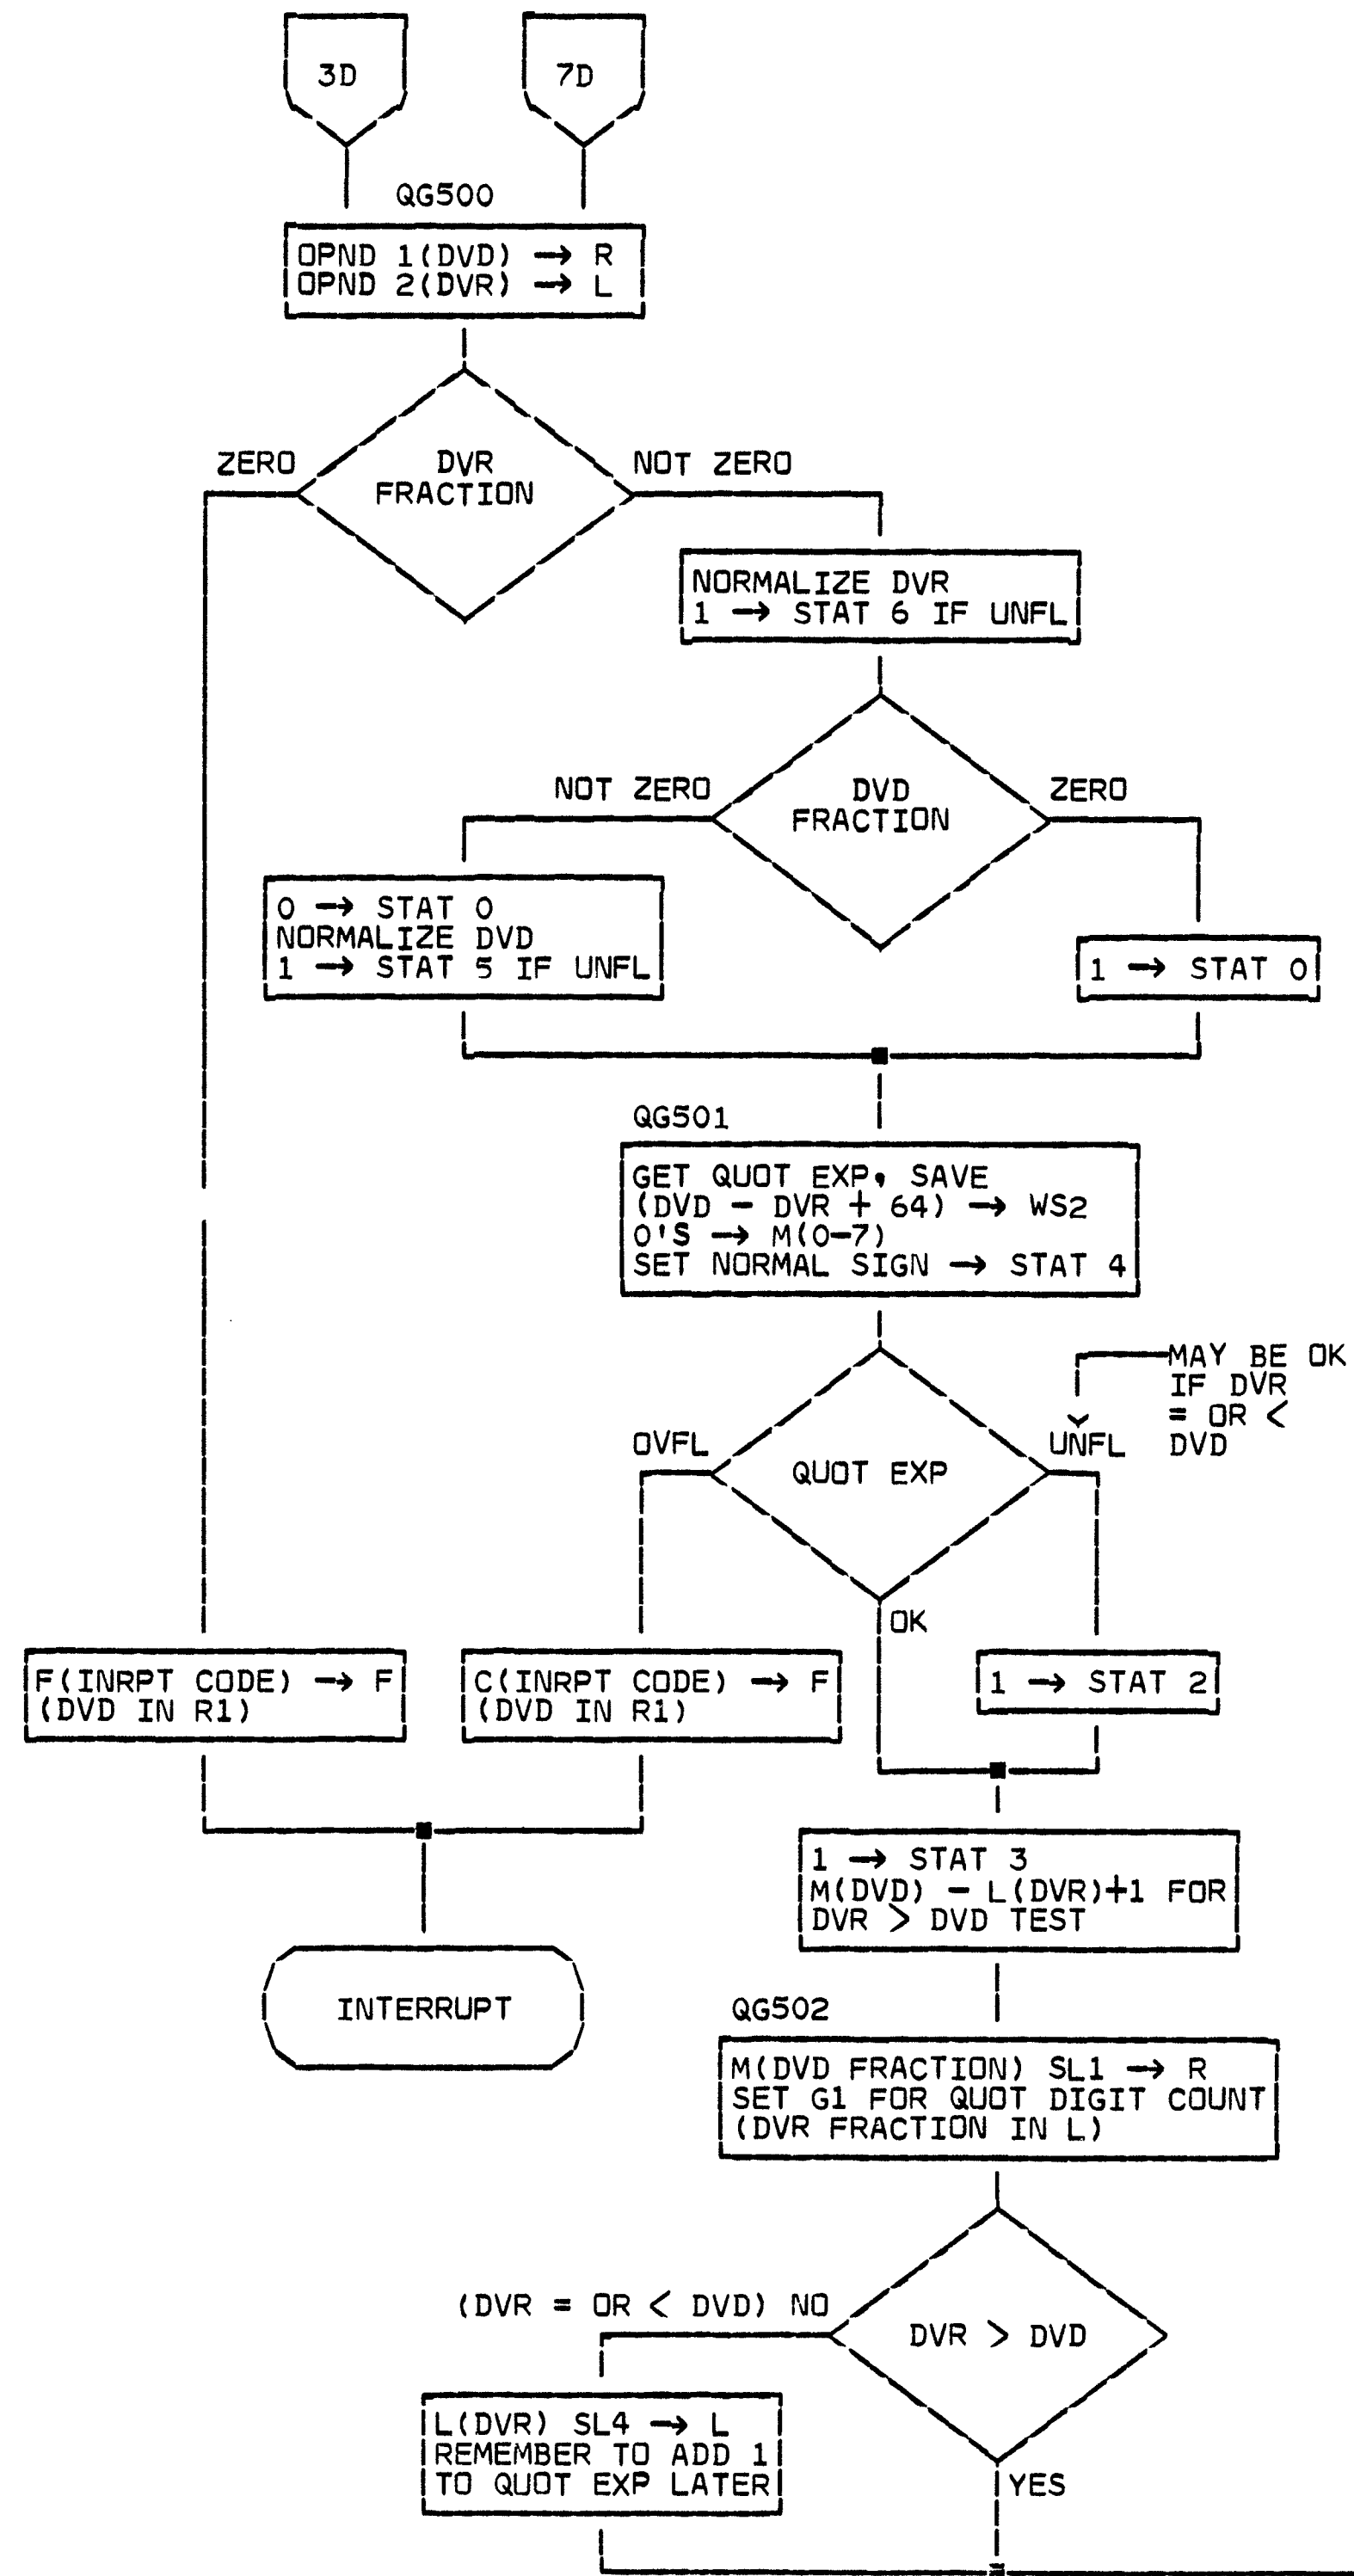 3D
7D
QG500
OPND 1(DVD) → R
OPND 2(DVR) → L
ZERO
DVR
FRACTION
NOT ZERO
NORMALIZE DVR
1 → STAT 6 IF UNFL
NOT ZERO
DVD
FRACTION
ZERO
0 → STAT 0
NORMALIZE DVD
1 → STAT 5 IF UNFL
1 → STAT 0
QG501
GET QUOT EXP, SAVE
(DVD - DVR + 64) → WS2
0'S → M(0-7)
SET NORMAL SIGN → STAT 4
MAY BE OK
IF DVR
= OR <
DVD
OVFL
QUOT EXP
UNFL
OK
F(INRPT CODE) → F
(DVD IN R1)
C(INRPT CODE) → F
(DVD IN R1)
1 → STAT 2
1 → STAT 3
M(DVD) - L(DVR)+1 FOR
DVR > DVD TEST
INTERRUPT
QG502
M(DVD FRACTION) SL1 → R
SET G1 FOR QUOT DIGIT COUNT
(DVR FRACTION IN L)
(DVR = OR < DVD) NO
DVR > DVD
L(DVR) SL4 → L
REMEMBER TO ADD 1
TO QUOT EXP LATER
YES